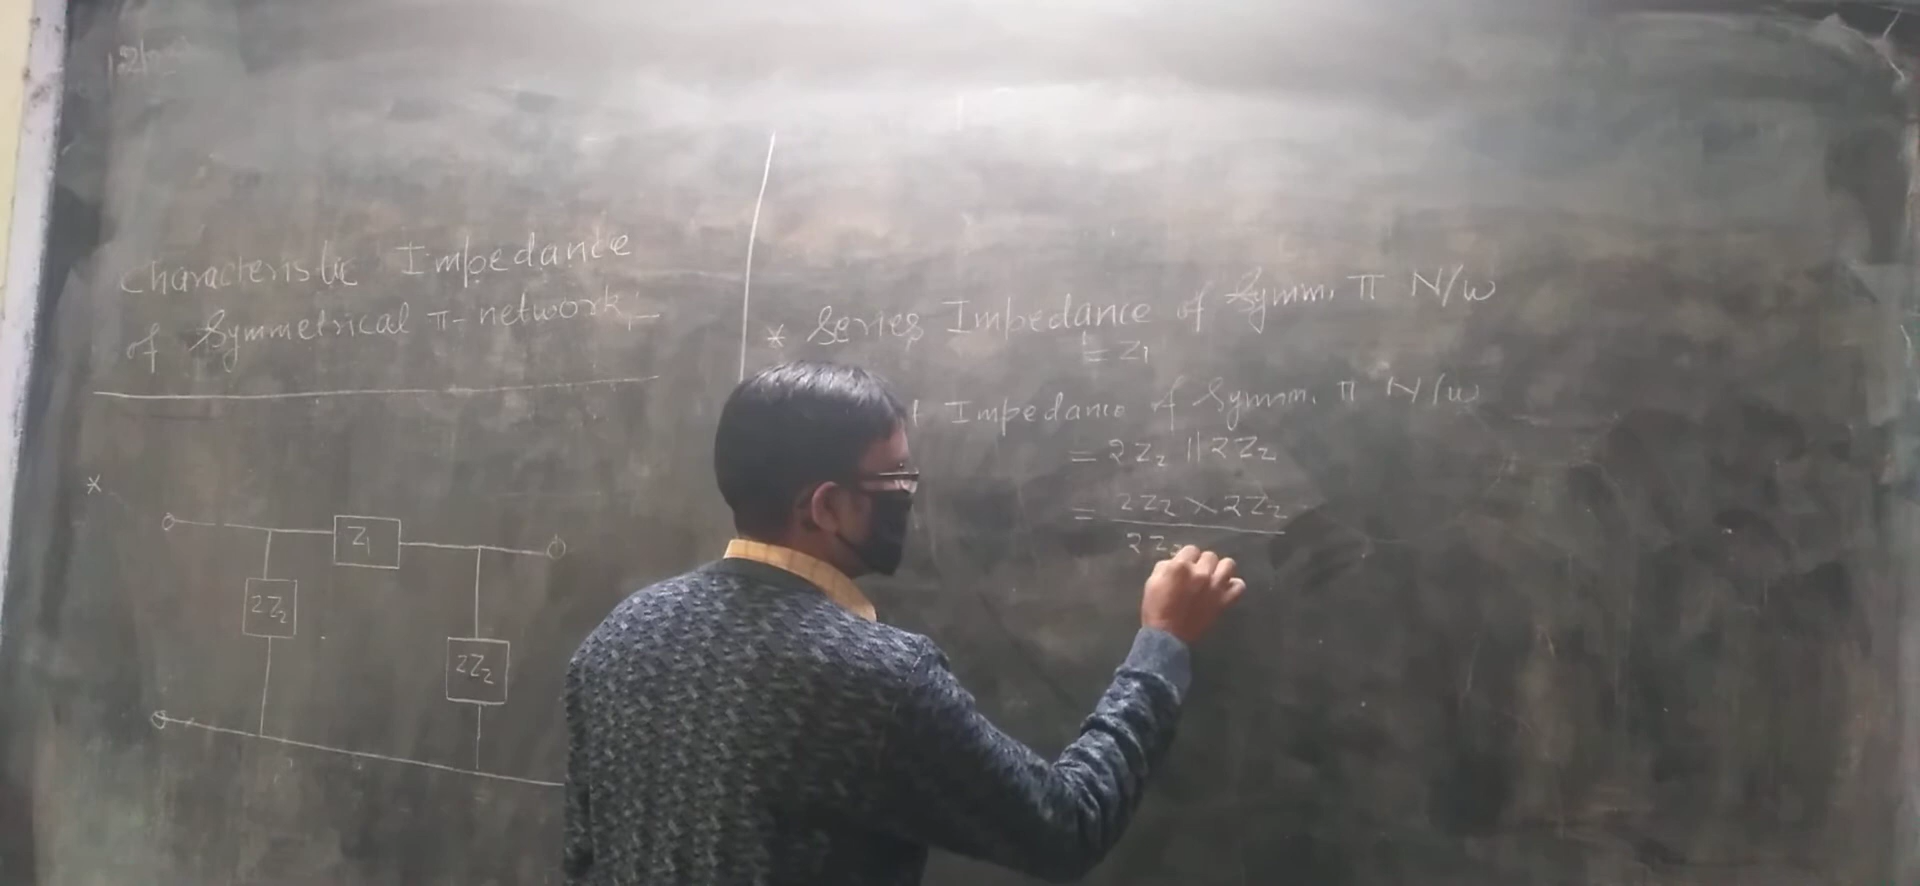 Characteristic Impedance
of Symmetrical π-network:-
*
Z₁
2Z₂
2Z₂
* Series Impedance of Symm. π N/w
= Z₁
Impedance of Symm. π N/w
= 2Z₂ || 2Z₂
= 2Z₂ × 2Z₂
2Z₂